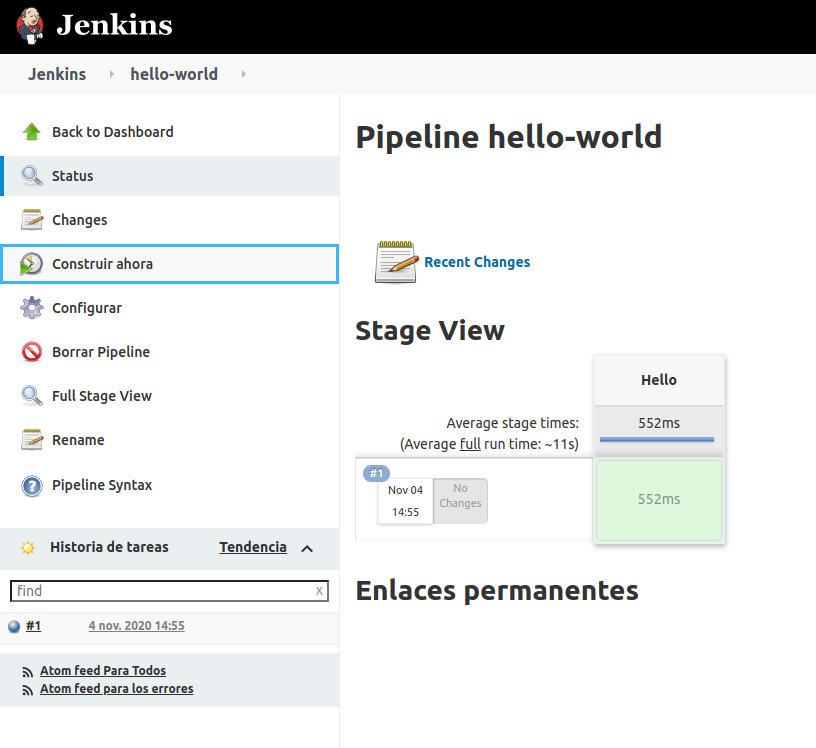 Jenkins
Jenkins hello-world
Back to Dashboard
Status
Changes
Construir ahora
Configurar
Borrar Pipeline
Full Stage View
Rename
Pipeline Syntax
Historia de tareas Tendencia
find x
#1 4 nov. 2020 14:55
Atom feed Para Todos
Atom feed para los errores
Pipeline hello-world
Recent Changes
Stage View
Hello
Average stage times: 552ms
(Average full run time: ~11s)
#1
Nov 04
14:55
No
Changes
552ms
Enlaces permanentes